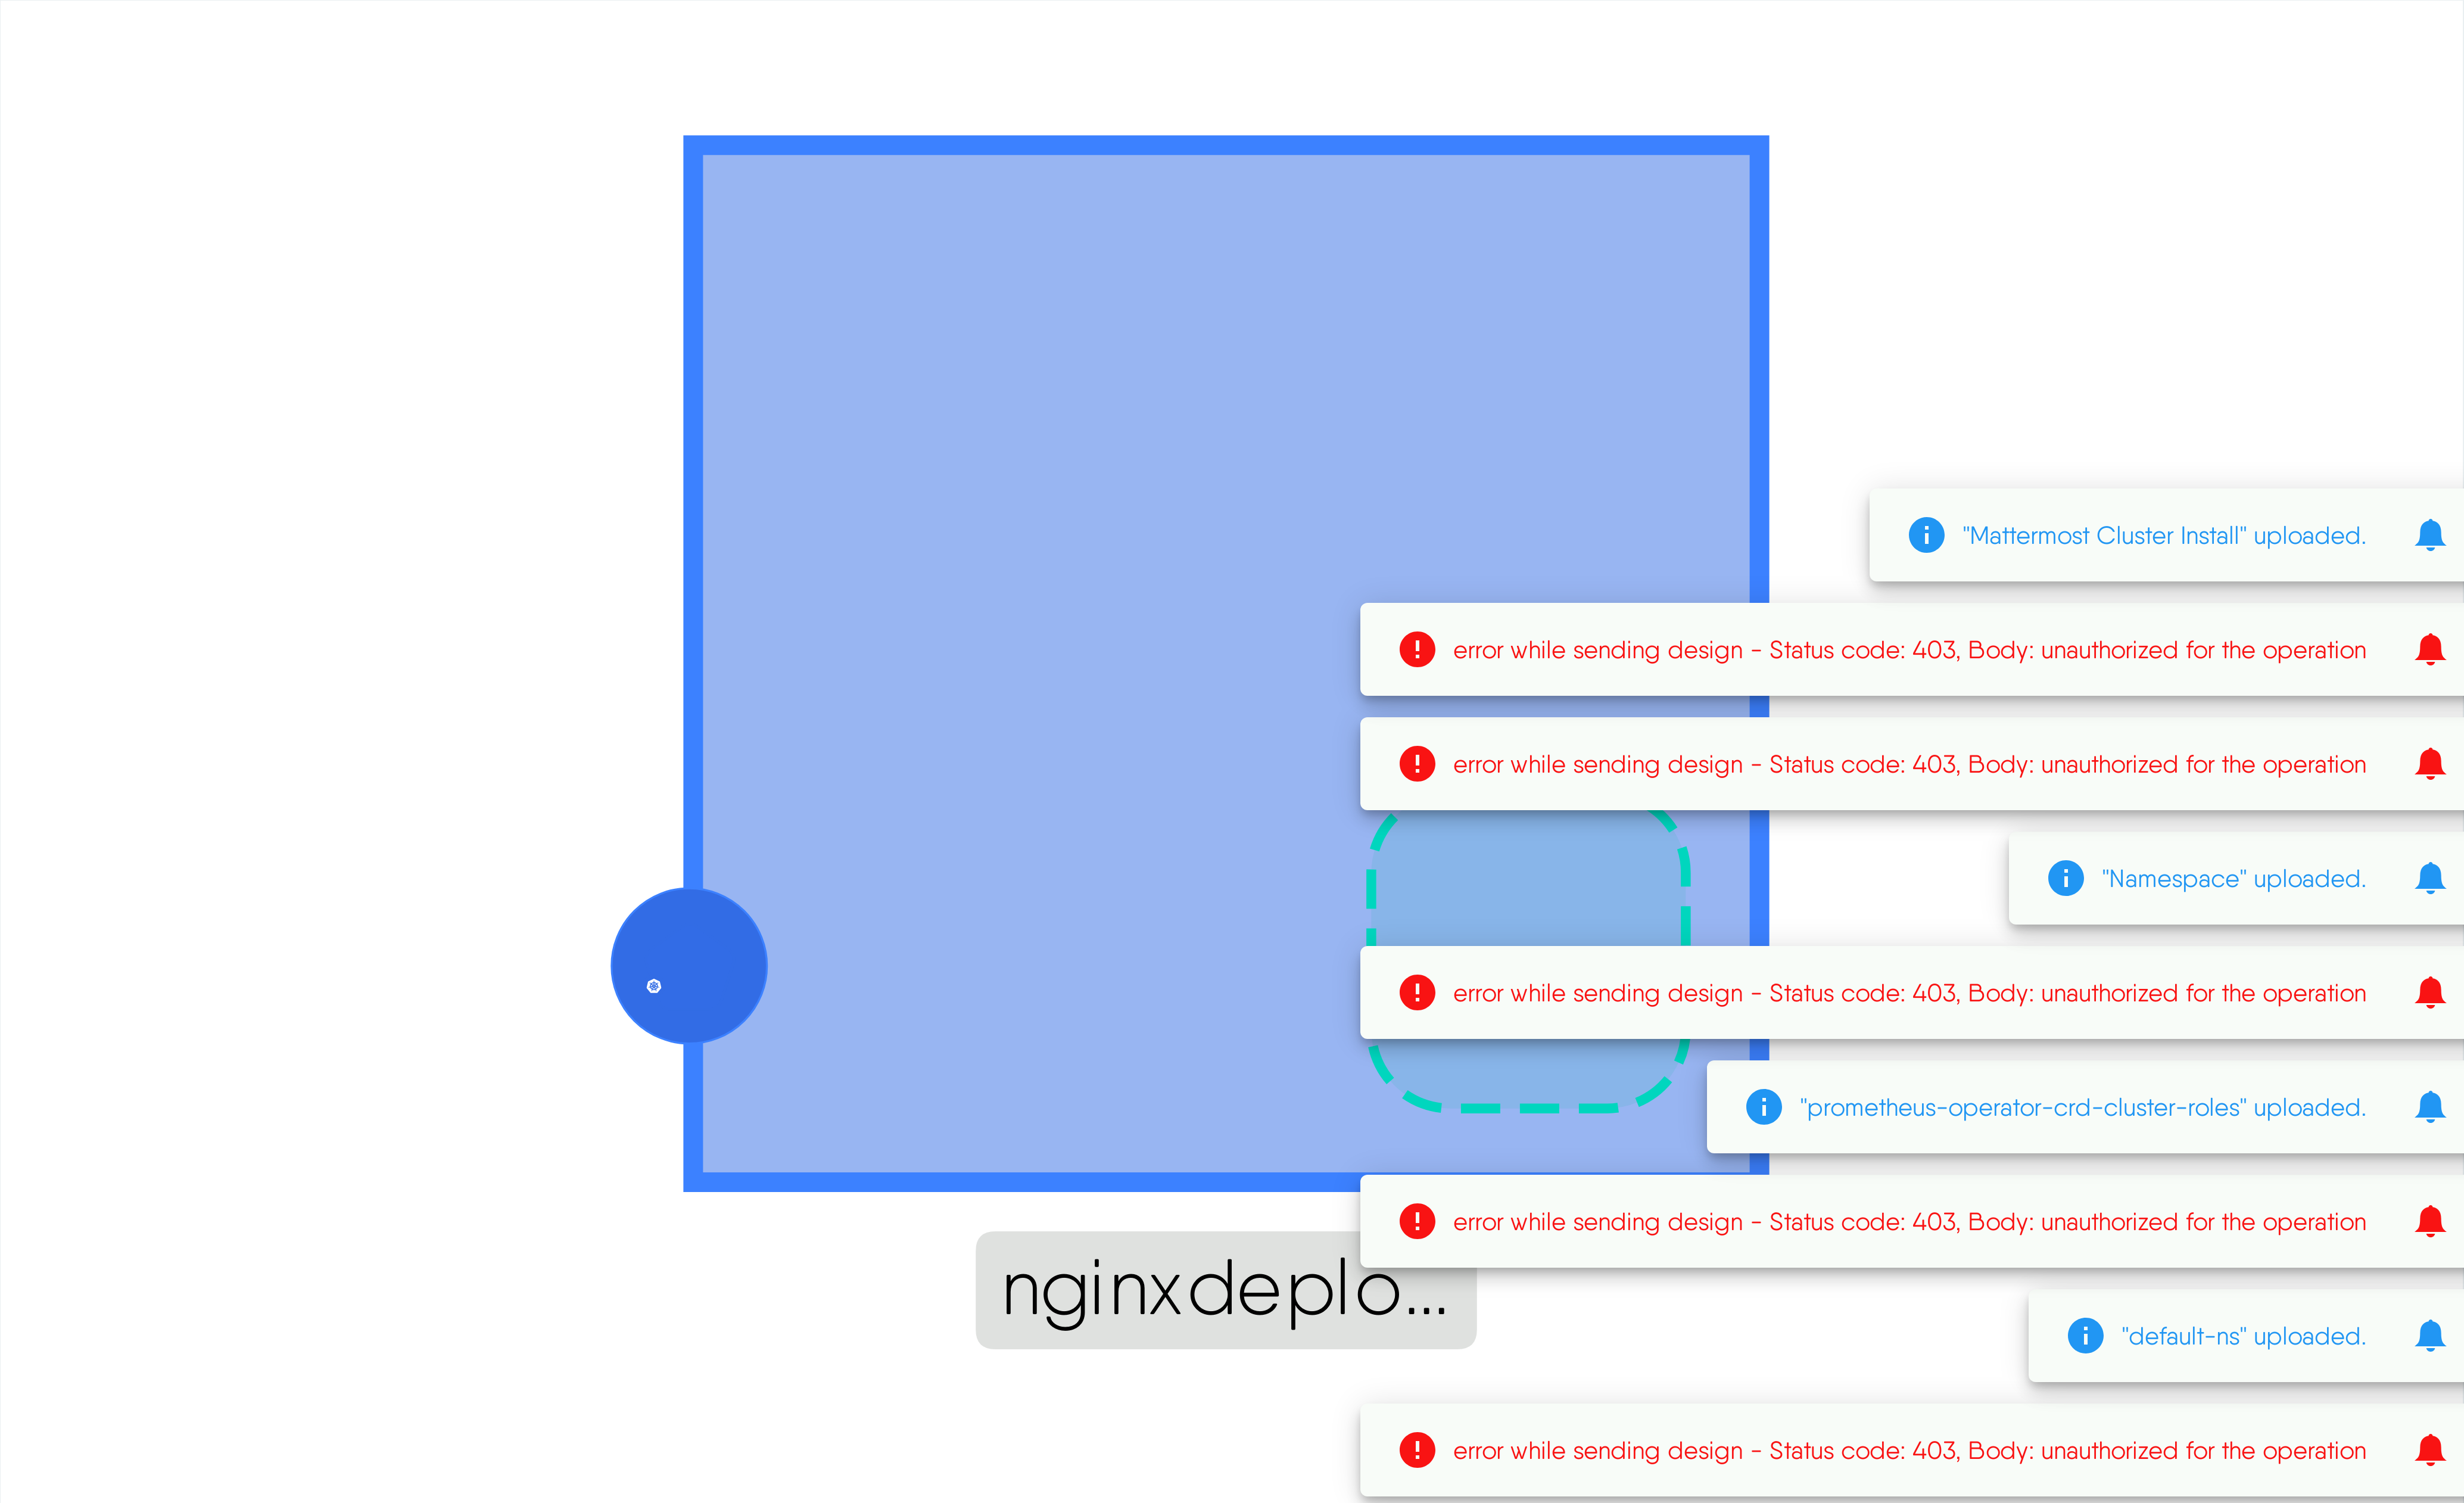 "Mattermost Cluster Install" uploaded.
error while sending design - Status code: 403, Body: unauthorized for the operation
error while sending design - Status code: 403, Body: unauthorized for the operation
"Namespace" uploaded.
error while sending design - Status code: 403, Body: unauthorized for the operation
"prometheus-operator-crd-cluster-roles" uploaded.
error while sending design - Status code: 403, Body: unauthorized for the operation
nginxdeplo...
"default-ns" uploaded.
error while sending design - Status code: 403, Body: unauthorized for the operation